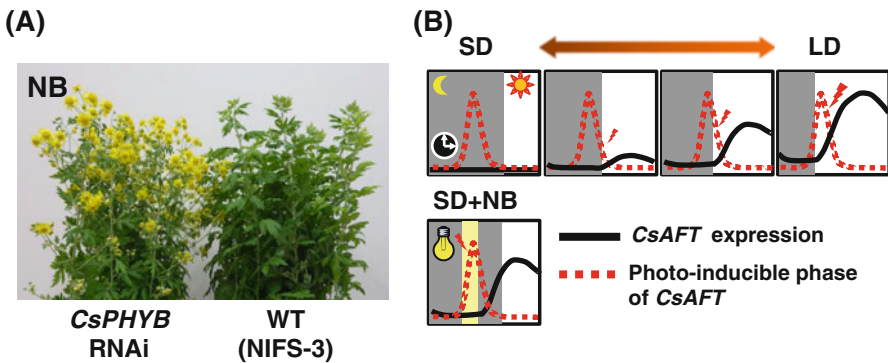 (A)
NB
CsPHYB
RNAi
WT
(NIFS-3)
(B)
SD
LD
SD+NB
CsAFT expression
Photo-inducible phase
of CsAFT